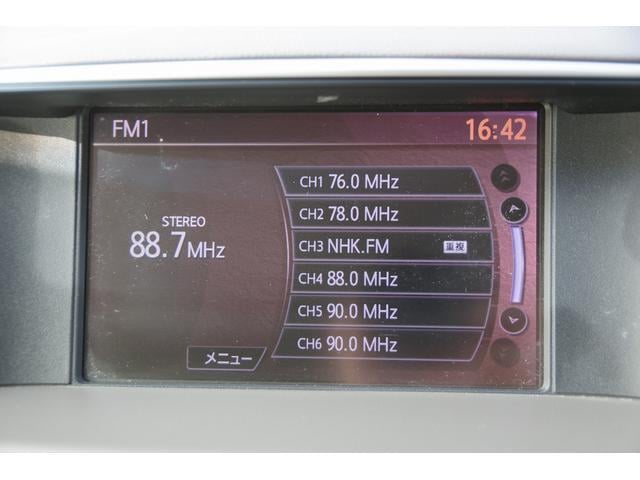 FM1
16:42
CH1 76.0 MHz
CH2 78.0 MHz
STEREO
88.7MHz
CH3 NHK.FM 重複
CH4 88.0 MHz
CH5 90.0 MHz
CH6 90.0 MHz
メニュー